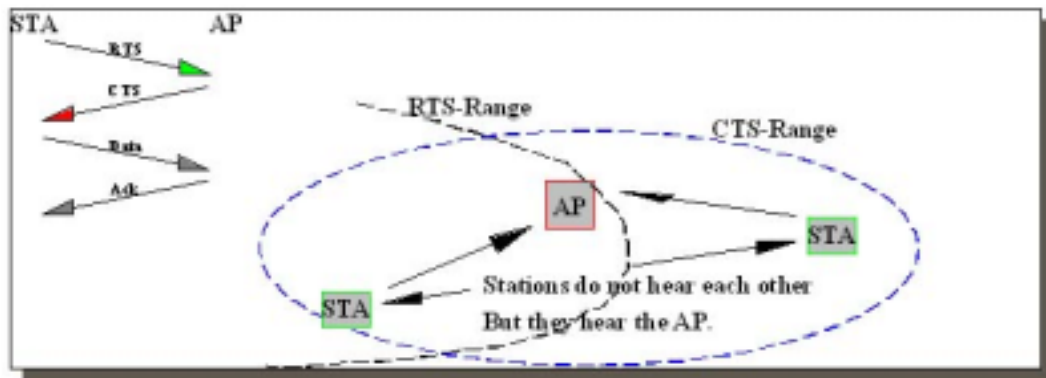 STA AP
RTS
CTS
Data
Ack
RTS-Range
CTS-Range
AP
STA
STA
Stations do not hear each other
But they hear the AP.